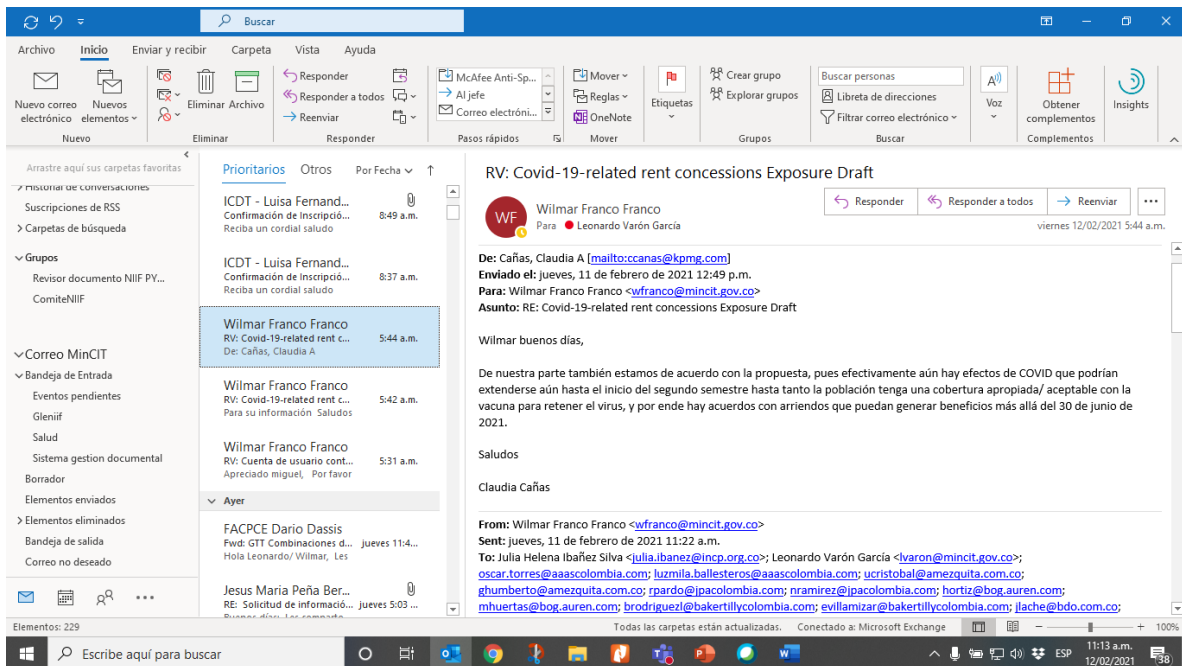 Buscar
Archivo Inicio Enviar y recibir Carpeta Vista Ayuda
Nuevo correo electrónico
Nuevos elementos
Eliminar Archivo
Responder
Responder a todos
Reenviar
McAfee Anti-Sp...
Al jefe
Correo electróni...
Mover
Reglas
OneNote
Etiquetas
Crear grupo
Explorar grupos
Buscar personas
Libreta de direcciones
Filtrar correo electrónico
Voz
Obtener complementos
Insights
Nuevo Eliminar Responder Pasos rápidos Mover Grupos Buscar Complementos
Arrastre aquí sus carpetas favoritas
Historial de conversaciones
Suscripciones de RSS
Carpetas de búsqueda
Grupos
Revisor documento NIIF PY...
ComiteNIIF
Correo MinCIT
Bandeja de Entrada
Eventos pendientes
Gleniif
Salud
Sistema gestion documental
Borrador
Elementos enviados
Elementos eliminados
Bandeja de salida
Correo no deseado
Prioritarios Otros Por Fecha
ICDT - Luisa Fernand...
Confirmación de Inscripció... 8:49 a.m.
Reciba un cordial saludo
ICDT - Luisa Fernand...
Confirmación de Inscripció... 8:37 a.m.
Reciba un cordial saludo
Wilmar Franco Franco
RV: Covid-19-related rent c... 5:44 a.m.
De: Cañas, Claudia A
Wilmar Franco Franco
RV: Covid-19-related rent c... 5:42 a.m.
Para su información Saludos
Wilmar Franco Franco
RV: Cuenta de usuario cont... 5:31 a.m.
Apreciado miguel, Por favor
Ayer
FACPCE Dario Dassis
Fwd: GTT Combinaciones d... jueves 11:4...
Hola Leonardo/ Wilmar, Les
Jesus Maria Peña Ber...
RE: Solicitud de informació... jueves 5:03 ...
Buenos días: Les comparto
RV: Covid-19-related rent concessions Exposure Draft
WF
Wilmar Franco Franco
Para Leonardo Varón García
Responder Responder a todos Reenviar ...
viernes 12/02/2021 5:44 a.m.
De: Cañas, Claudia A [mailto:ccanas@kpmg.com]
Enviado el: jueves, 11 de febrero de 2021 12:49 p.m.
Para: Wilmar Franco Franco <wfranco@mincit.gov.co>
Asunto: RE: Covid-19-related rent concessions Exposure Draft
Wilmar buenos días,
De nuestra parte también estamos de acuerdo con la propuesta, pues efectivamente aún hay efectos de COVID que podrían
extenderse aún hasta el inicio del segundo semestre hasta tanto la población tenga una cobertura apropiada/ aceptable con la
vacuna para retener el virus, y por ende hay acuerdos con arriendos que puedan generar beneficios más allá del 30 de junio de
2021.
Saludos
Claudia Cañas
From: Wilmar Franco Franco <wfranco@mincit.gov.co>
Sent: jueves, 11 de febrero de 2021 11:22 a.m.
To: Julia Helena Ibañez Silva <julia.ibanez@incp.org.co>; Leonardo Varón García <lvaron@mincit.gov.co>;
oscar.torres@aaascolombia.com; luzmila.ballesteros@aaascolombia.com; ucristobal@amezquita.com.co;
ghumberto@amezquita.com.co; rpardo@jpacolombia.com; nramirez@jpacolombia.com; hortiz@bog.auren.com;
mhuertas@bog.auren.com; brodriguezl@bakertillycolombia.com; evillamizar@bakertillycolombia.com; jlache@bdo.com.co;
Elementos: 229
Todas las carpetas están actualizadas. Conectado a: Microsoft Exchange 100%
Escribe aquí para buscar
ESP
11:13 a.m.
12/02/2021
38